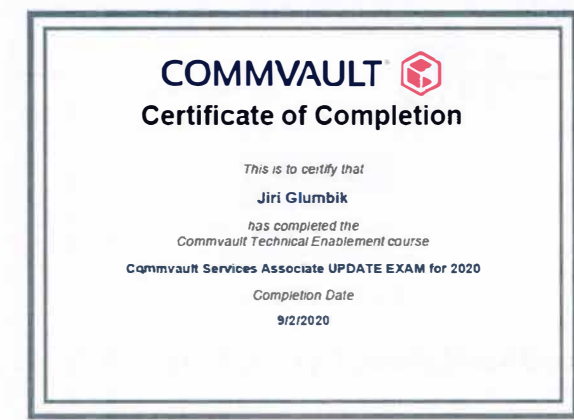 COMMVAULT
Certificate of Completion
This is to certify that
Jiri Glumbik
has completed the
Commvault Technical Enablement course
Commvault Services Associate UPDATE EXAM for 2020
Completion Date
9/2/2020